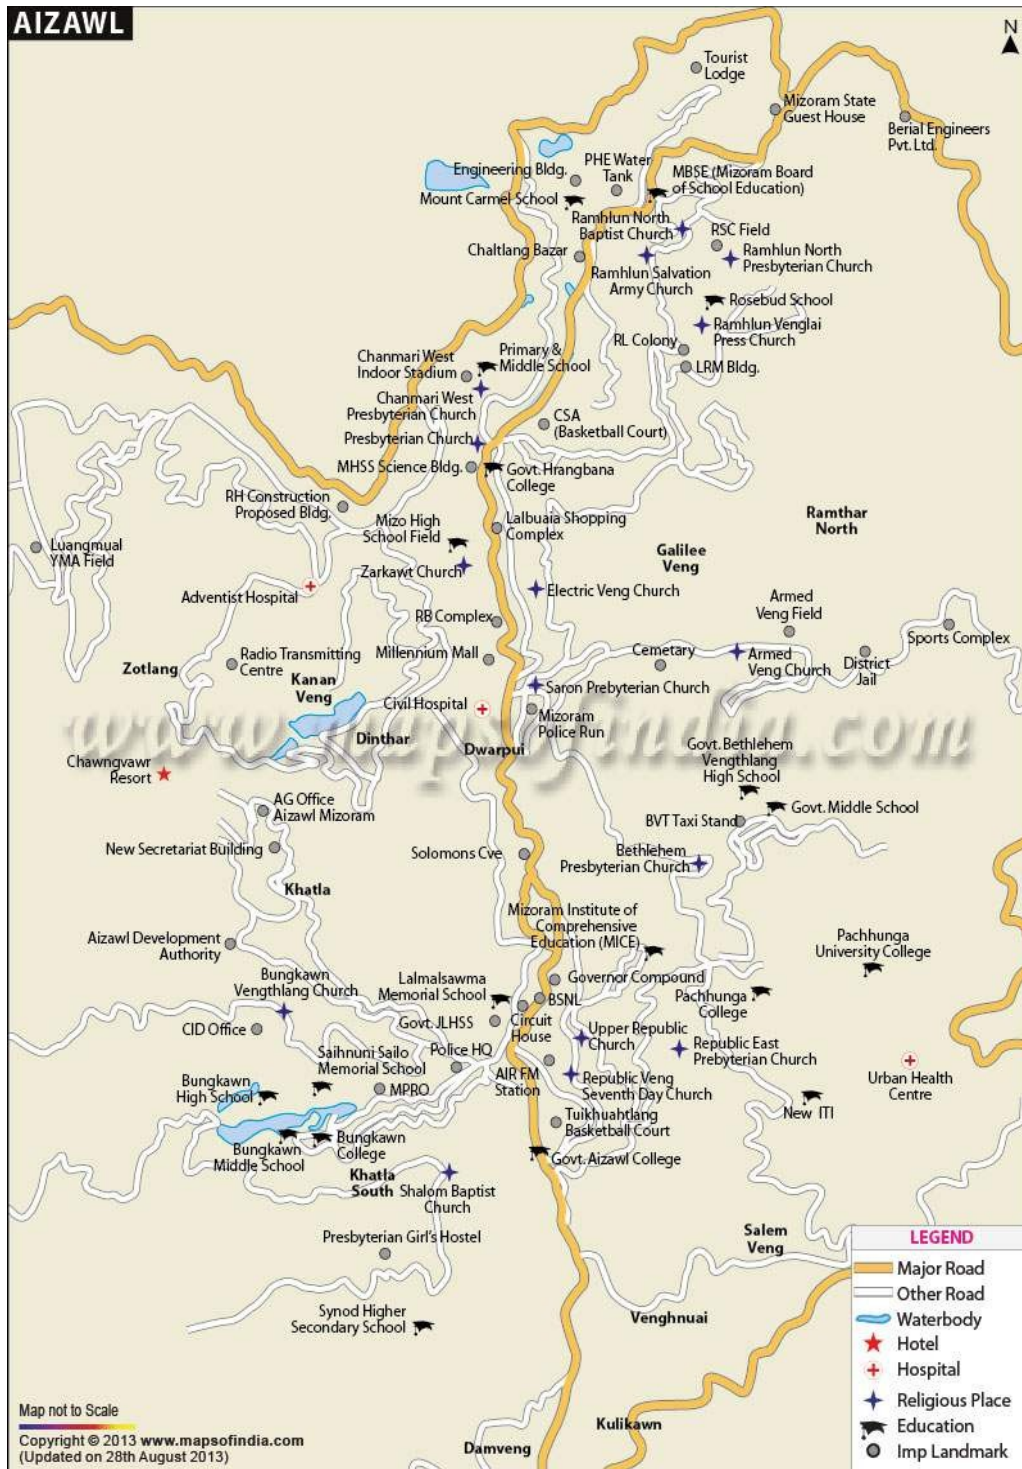 AIZAWL
N
Tourist
Lodge
Mizoram State
Guest House
Berial Engineers
Pvt. Ltd.
Engineering Bldg.
PHE Water
Tank
MBSE (Mizoram Board
of School Education)
Mount Carmel School
Ramhlun North
Baptist Church
RSC Field
Chaltlang Bazar
Ramhlun North
Presbyterian Church
Ramhlun Salvation
Army Church
Rosebud School
Ramhlun Venglai
Press Church
RL Colony
LRM Bldg.
Chanmari West
Indoor Stadium
Primary &
Middle School
Chanmari West
Presbyterian Church
CSA
(Basketball Court)
Presbyterian Church
MHSS Science Bldg.
Govt. Hrangbana
College
RH Construction
Proposed Bldg.
Mizo High
School Field
Lalbuaia Shopping
Complex
Ramthar
North
Luangmual
YMA Field
Galilee
Veng
Zarkawt Church
Adventist Hospital
Electric Veng Church
Armed
Veng Field
RB Complex
Sports Complex
Zotlang
Radio Transmitting
Centre
Millennium Mall
Cemetary
Armed
Veng Church
District
Jail
Kanan
Veng
Saron Prebyterian Church
Civil Hospital
Mizoram
Police Run
www.mapsofindia.com
Dinthar
Dwarpui
Govt. Bethlehem
Vengthlang
High School
Chawngvawr
Resort
AG Office
Aizawl Mizoram
Govt. Middle School
BVT Taxi Stand
New Secretariat Building
Solomons Cve
Bethlehem
Presbyterian Church
Khatla
Mizoram Institute of
Comprehensive
Education (MICE)
Aizawl Development
Authority
Pachhunga
University College
Bungkawn
Vengthlang Church
Lalmalsawma
Memorial School
Governor Compound
BSNL
Pachhunga
College
CID Office
Govt. JLHSS
Circuit
House
Upper Republic
Church
Republic East
Prebyterian Church
Saihnuni Sailo
Memorial School
Police HQ
AIR FM
Station
Urban Health
Centre
Bungkawn
High School
MPRO
Republic Veng
Seventh Day Church
New ITI
Tuikhuahtlang
Basketball Court
Bungkawn
Middle School
Bungkawn
College
Govt. Aizawl College
Khatla
South
Shalom Baptist
Church
Presbyterian Girl's Hostel
Salem
Veng
Synod Higher
Secondary School
Venghnuai
Kulikawn
Damveng
LEGEND
Major Road
Other Road
Waterbody
Hotel
Hospital
Religious Place
Education
Imp Landmark
Map not to Scale
Copyright © 2013 www.mapsofindia.com
(Updated on 28th August 2013)